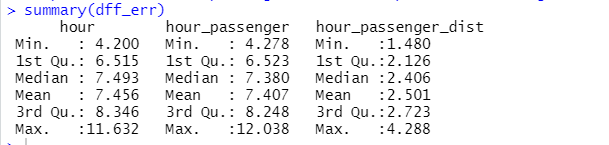 > summary(dff_err)
      hour        hour_passenger   hour_passenger_dist
 Min.   : 4.200   Min.   : 4.278   Min.   :1.480
 1st Qu.: 6.515   1st Qu.: 6.523   1st Qu.:2.126
 Median : 7.493   Median : 7.380   Median :2.406
 Mean   : 7.456   Mean   : 7.407   Mean   :2.501
 3rd Qu.: 8.346   3rd Qu.: 8.248   3rd Qu.:2.723
 Max.   :11.632   Max.   :12.038   Max.   :4.288
>